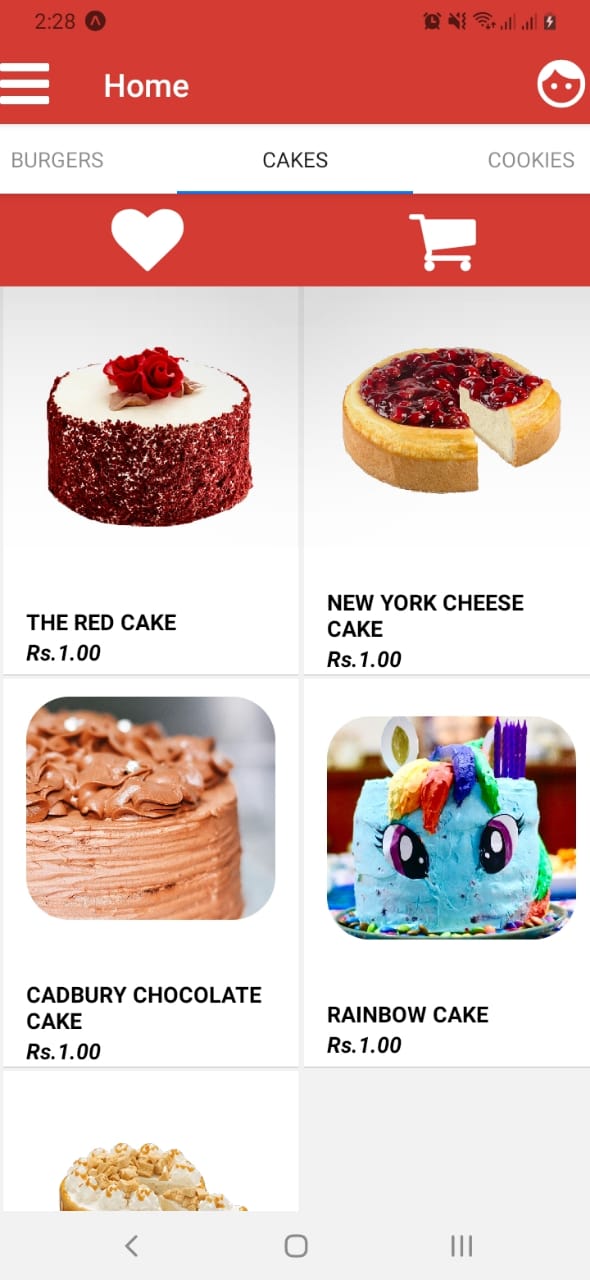 2:28
Home
BURGERS CAKES COOKIES
THE RED CAKE
Rs.1.00
NEW YORK CHEESE
CAKE
Rs.1.00
CADBURY CHOCOLATE
CAKE
Rs.1.00
RAINBOW CAKE
Rs.1.00